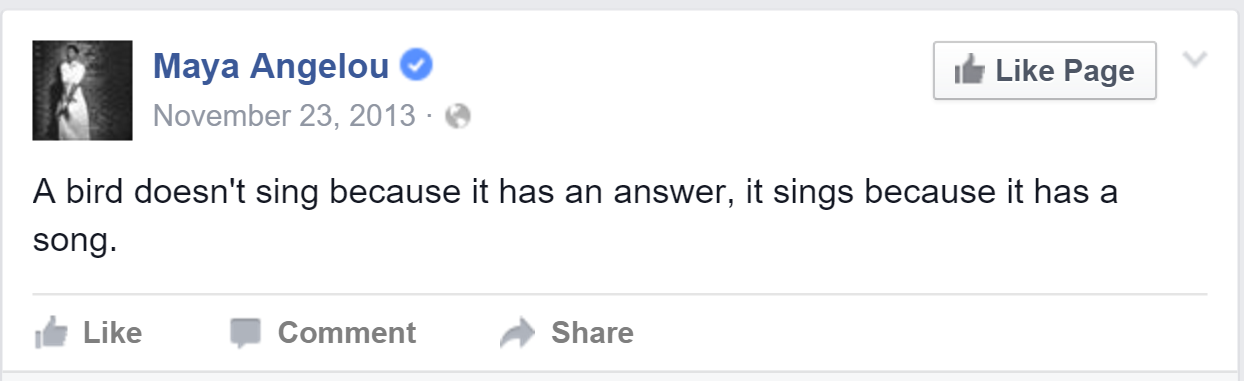 Maya Angelou
Like Page
November 23, 2013 ·
A bird doesn't sing because it has an answer, it sings because it has a
song.
Like Comment Share